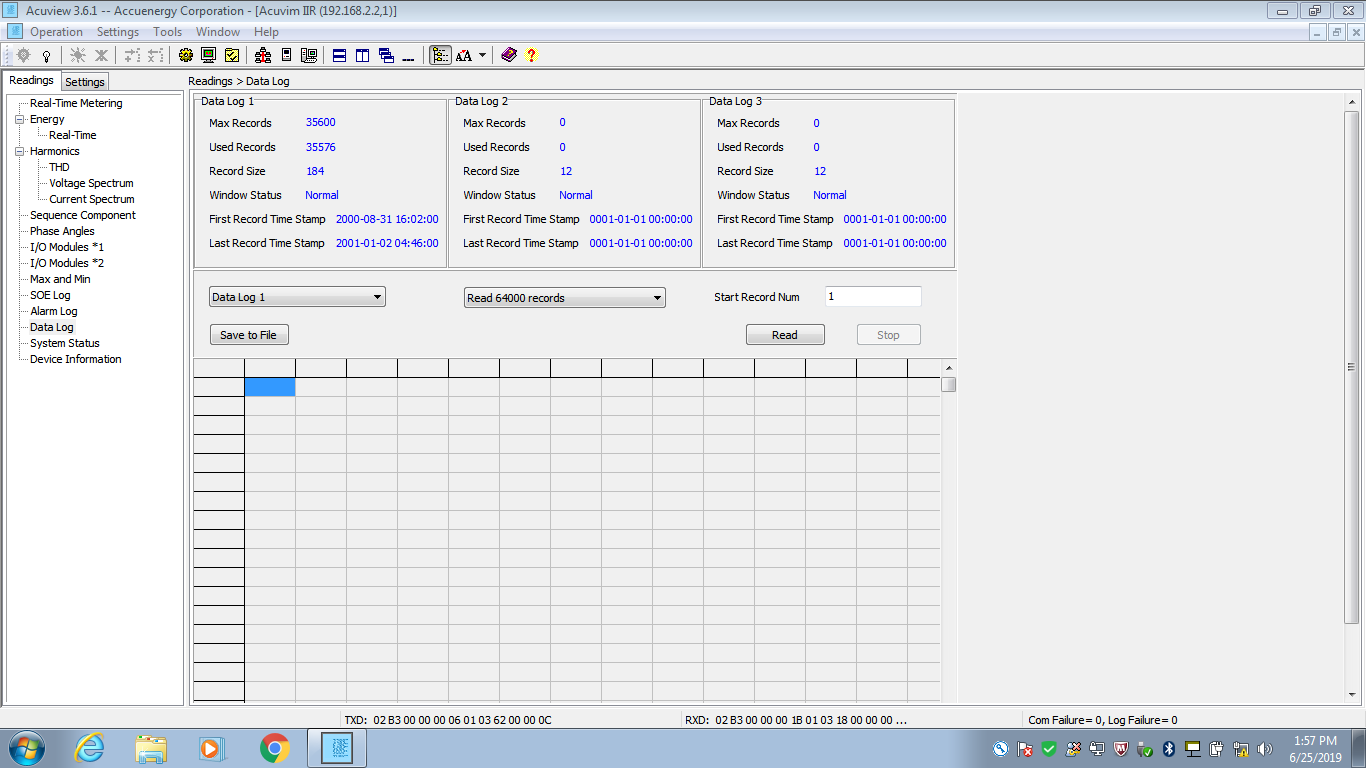 Acuview 3.6.1 -- Accuenergy Corporation - [Acuvim IIR (192.168.2.2,1)]
Operation Settings Tools Window Help
Readings Settings
Real-Time Metering
Energy
Real-Time
Harmonics
THD
Voltage Spectrum
Current Spectrum
Sequence Component
Phase Angles
I/O Modules *1
I/O Modules *2
Max and Min
SOE Log
Alarm Log
Data Log
System Status
Device Information
Readings > Data Log
Data Log 1
Max Records 35600
Used Records 35576
Record Size 184
Window Status Normal
First Record Time Stamp 2000-08-31 16:02:00
Last Record Time Stamp 2001-01-02 04:46:00
Data Log 2
Max Records 0
Used Records 0
Record Size 12
Window Status Normal
First Record Time Stamp 0001-01-01 00:00:00
Last Record Time Stamp 0001-01-01 00:00:00
Data Log 3
Max Records 0
Used Records 0
Record Size 12
Window Status Normal
First Record Time Stamp 0001-01-01 00:00:00
Last Record Time Stamp 0001-01-01 00:00:00
Data Log 1 Read 64000 records Start Record Num 1
Save to File Read Stop
TXD: 02 B3 00 00 00 06 01 03 62 00 00 0C RXD: 02 B3 00 00 00 1B 01 03 18 00 00 00 ... Com Failure= 0, Log Failure= 0
1:57 PM
6/25/2019